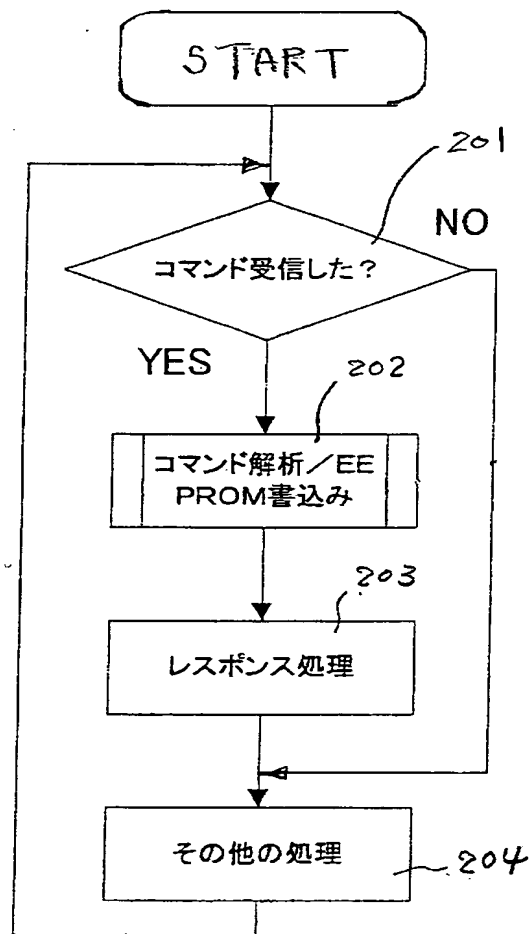 START
201
NO
コマンド受信した？
YES
202
コマンド解析／EE
PROM書込み
203
レスポンス処理
その他の処理
204